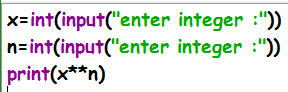 x=int(input("enter integer :"))
n=int(input("enter integer :"))
print(x**n)